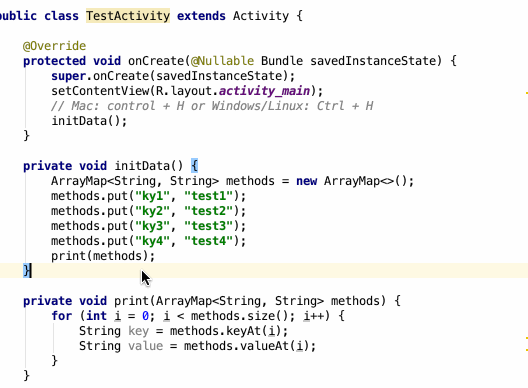 public class TestActivity extends Activity {
@Override
protected void onCreate(@Nullable Bundle savedInstanceState) {
super.onCreate(savedInstanceState);
setContentView(R.layout.activity_main);
// Mac: control + H or Windows/Linux: Ctrl + H
initData();
}
private void initData() {
ArrayMap<String, String> methods = new ArrayMap<>();
methods.put("ky1", "test1");
methods.put("ky2", "test2");
methods.put("ky3", "test3");
methods.put("ky4", "test4");
print(methods);
}
private void print(ArrayMap<String, String> methods) {
for (int i = 0; i < methods.size(); i++) {
String key = methods.keyAt(i);
String value = methods.valueAt(i);
}
}